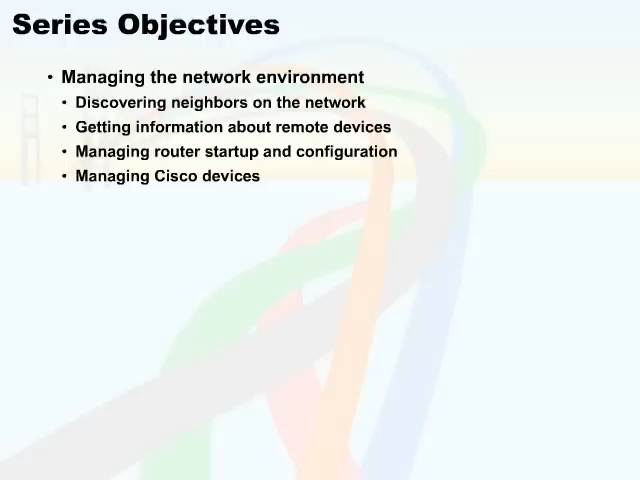 Series Objectives
• Managing the network environment
• Discovering neighbors on the network
• Getting information about remote devices
• Managing router startup and configuration
• Managing Cisco devices